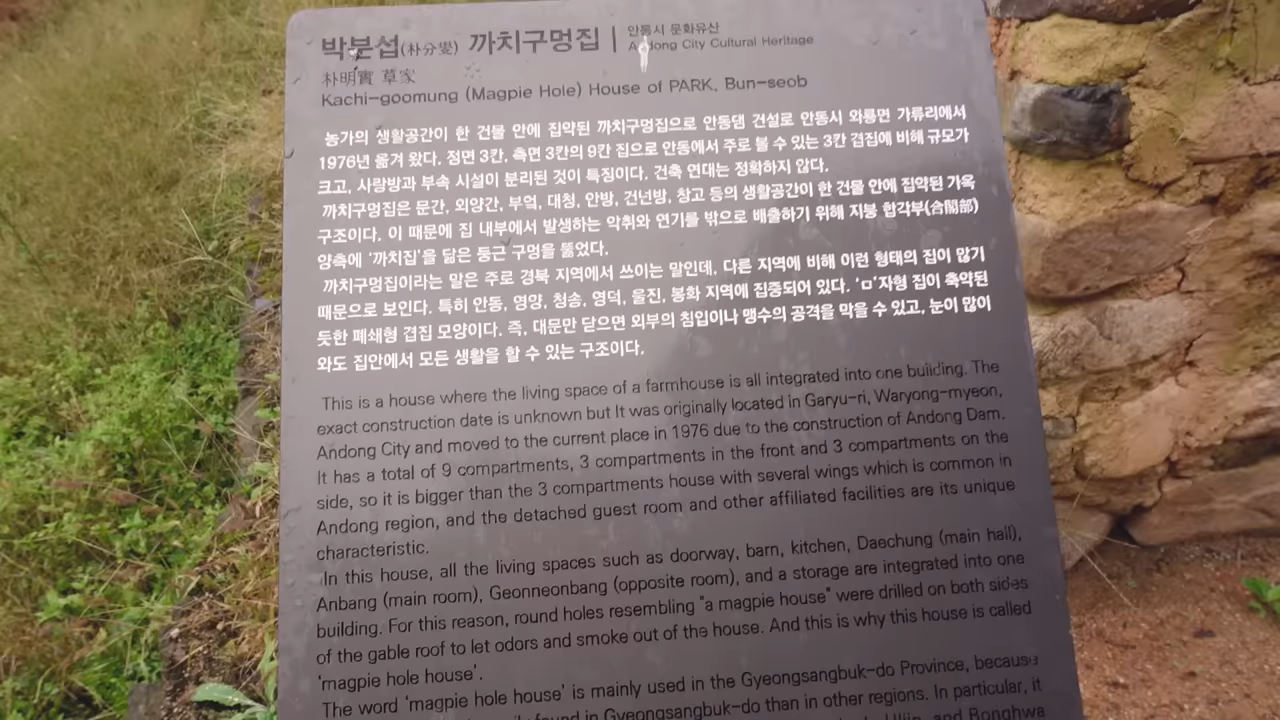 박분섭(朴分燮) 까치구멍집 | 안동시 문화유산
Andong City Cultural Heritage
朴明實 草家
Kachi-goomung (Magpie Hole) House of PARK, Bun-seob
농가의 생활공간이 한 건물 안에 집약된 까치구멍집으로 안동댐 건설로 안동시 와룡면 가류리에서
1976년 옮겨 왔다. 정면 3칸, 측면 3칸의 9칸 집으로 안동에서 주로 볼 수 있는 3칸 겹집에 비해 규모가
크고, 사랑방과 부속 시설이 분리된 것이 특징이다. 건축 연대는 정확하지 않다.
까치구멍집은 문간, 외양간, 부엌, 대청, 안방, 건넌방, 창고 등의 생활공간이 한 건물 안에 집약된 가옥
구조이다. 이 때문에 집 내부에서 발생하는 악취와 연기를 밖으로 배출하기 위해 지붕 합각부(合閣部)
양측에 '까치집'을 닮은 둥근 구멍을 뚫었다.
까치구멍집이라는 말은 주로 경북 지역에서 쓰이는 말인데, 다른 지역에 비해 이런 형태의 집이 많기
때문으로 보인다. 특히 안동, 영양, 청송, 영덕, 울진, 봉화 지역에 집중되어 있다. 'ㅁ'자형 집이 축약된
듯한 폐쇄형 겹집 모양이다. 즉, 대문만 닫으면 외부의 침입이나 맹수의 공격을 막을 수 있고, 눈이 많이
와도 집안에서 모든 생활을 할 수 있는 구조이다.
This is a house where the living space of a farmhouse is all integrated into one building. The
exact construction date is unknown but It was originally located in Garyu-ri, Waryong-myeon,
Andong City and moved to the current place in 1976 due to the construction of Andong Dam.
It has a total of 9 compartments, 3 compartments in the front and 3 compartments on the
side, so it is bigger than the 3 compartments house with several wings which is common in
Andong region, and the detached guest room and other affiliated facilities are its unique
characteristic.
In this house, all the living spaces such as doorway, barn, kitchen, Daechung (main hall),
Anbang (main room), Geonneonbang (opposite room), and a storage are integrated into one
building. For this reason, round holes resembling "a magpie house" were drilled on both sides
of the gable roof to let odors and smoke out of the house. And this is why this house is called
'magpie hole house'.
The word 'magpie hole house' is mainly used in the Gyeongsangbuk-do Province, because
found in Gyeongsangbuk-do than in other regions. In particular, it
Uljin, and Bonghwa